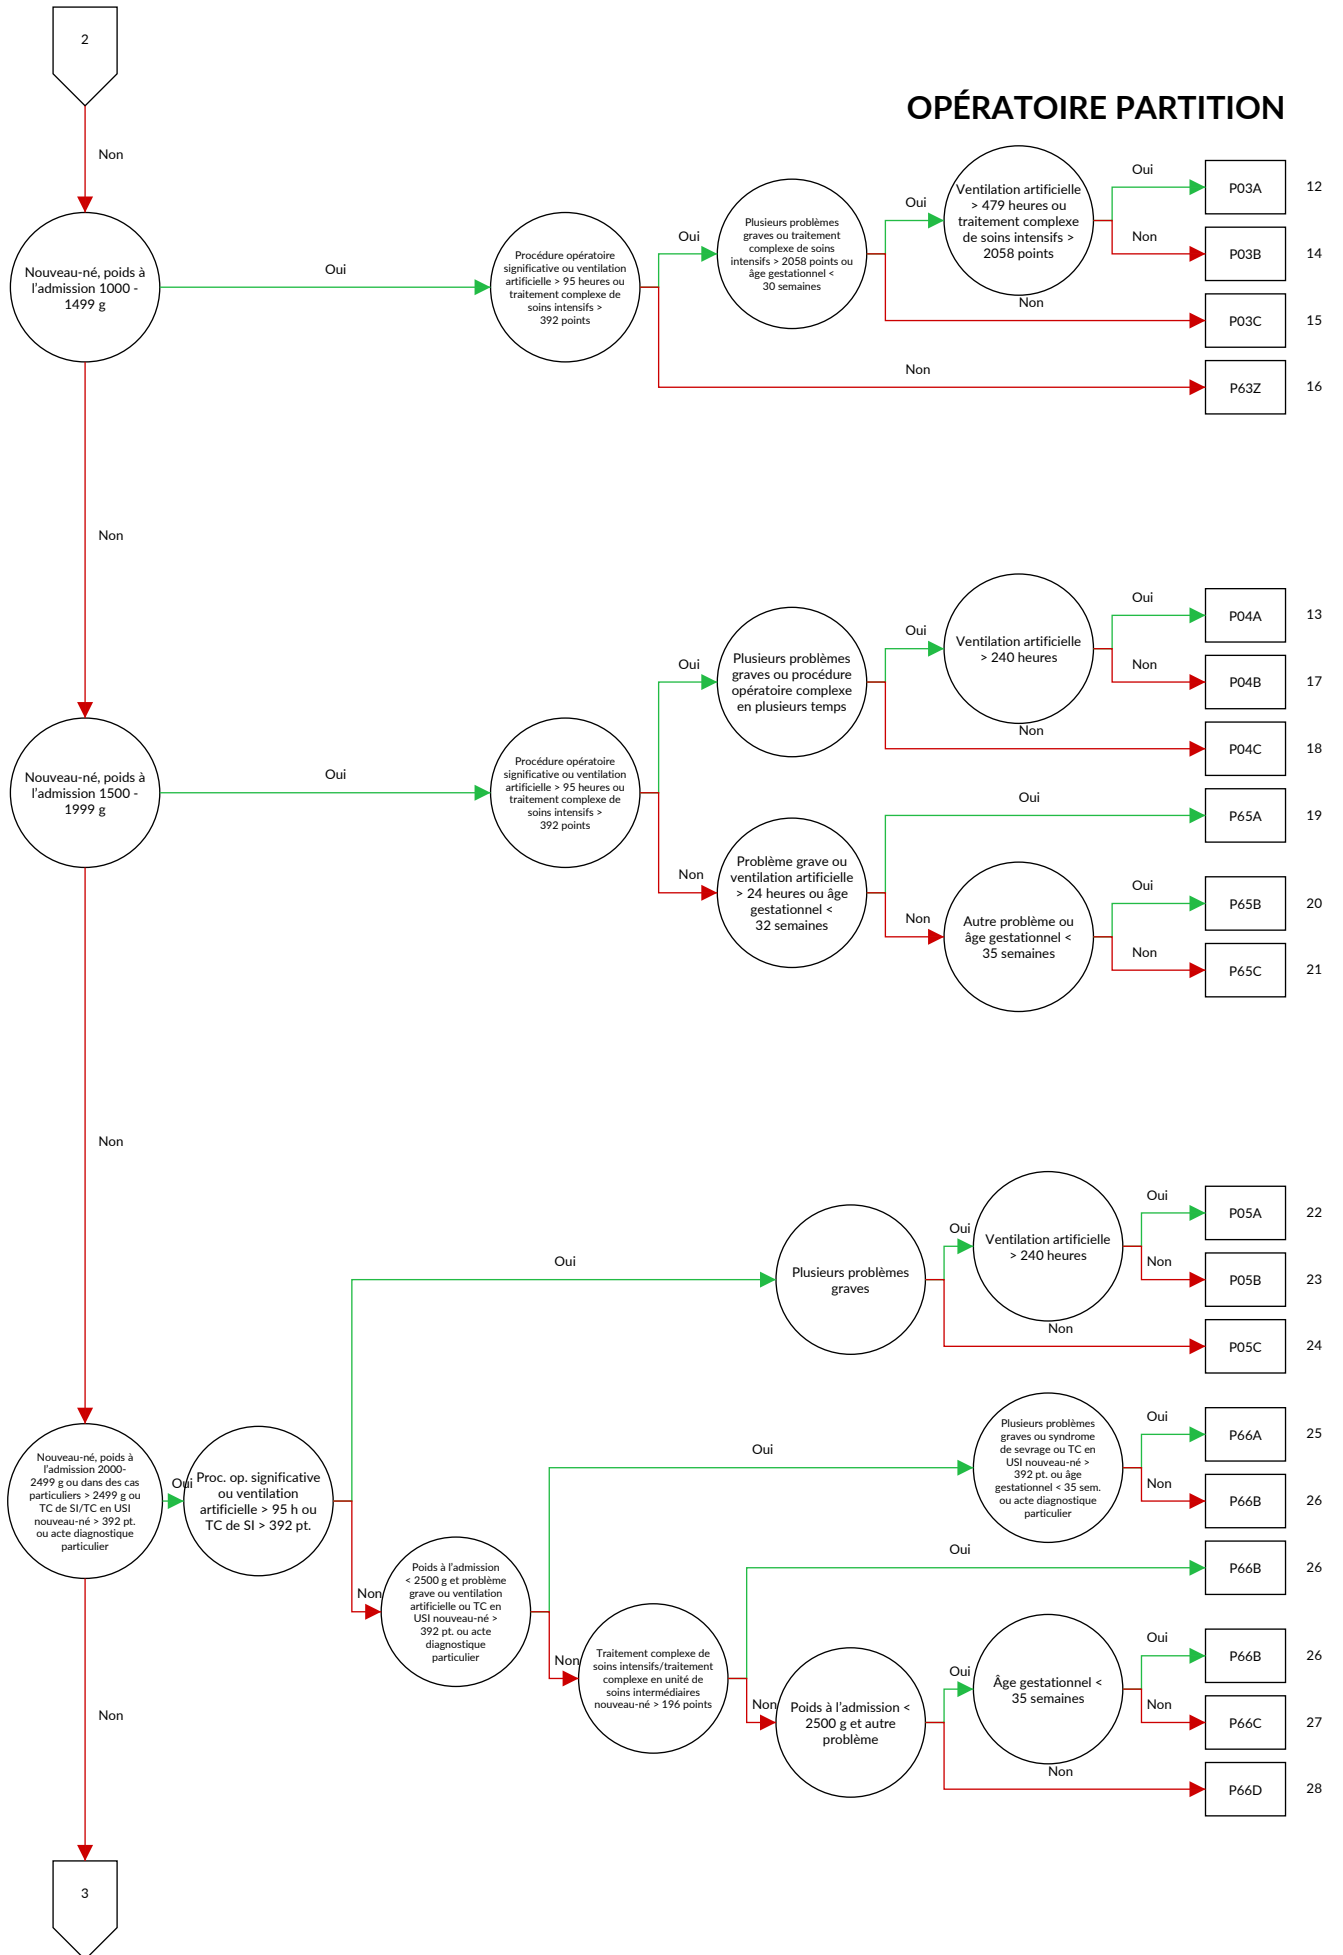 2
OPÉRATOIRE PARTITION
Non
Nouveau-né, poids à
l'admission 1000 -
1499 g
Oui
Procédure opératoire
significative ou ventilation
artificielle > 95 heures ou
traitement complexe de
soins intensifs >
392 points
Oui
Plusieurs problèmes
graves ou traitement
complexe de soins
intensifs > 2058 points ou
âge gestationnel <
30 semaines
Oui
Ventilation artificielle
> 479 heures ou
traitement complexe
de soins intensifs >
2058 points
Oui
P03A 12
Non
P03B 14
Non
P03C 15
Non
P63Z 16
Non
Nouveau-né, poids à
l'admission 1500 -
1999 g
Oui
Procédure opératoire
significative ou ventilation
artificielle > 95 heures ou
traitement complexe de
soins intensifs >
392 points
Oui
Plusieurs problèmes
graves ou procédure
opératoire complexe
en plusieurs temps
Oui
Ventilation artificielle
> 240 heures
Oui
P04A 13
Non
P04B 17
Non
P04C 18
Non
Problème grave ou
ventilation artificielle
> 24 heures ou âge
gestationnel <
32 semaines
Oui
P65A 19
Non
Autre problème ou
âge gestationnel <
35 semaines
Oui
P65B 20
Non
P65C 21
Non
Nouveau-né, poids à
l'admission 2000-
2499 g ou dans des cas
particuliers > 2499 g ou
TC de SI/TC en USI
nouveau-né > 392 pt.
ou acte diagnostique
particulier
Oui
Proc. op. significative
ou ventilation
artificielle > 95 h ou
TC de SI > 392 pt.
Oui
Plusieurs problèmes
graves
Oui
Ventilation artificielle
> 240 heures
Oui
P05A 22
Non
P05B 23
Non
P05C 24
Non
Poids à l'admission
< 2500 g et problème
grave ou ventilation
artificielle ou TC en
USI nouveau-né >
392 pt. ou acte
diagnostique
particulier
Oui
Plusieurs problèmes
graves ou syndrome
de sevrage ou TC en
USI nouveau-né >
392 pt. ou âge
gestationnel < 35 sem.
ou acte diagnostique
particulier
Oui
P66A 25
Non
P66B 26
Non
Traitement complexe de
soins intensifs/traitement
complexe en unité de
soins intermédiaires
nouveau-né > 196 points
Oui
P66B 26
Non
Poids à l'admission <
2500 g et autre
problème
Oui
Âge gestationnel <
35 semaines
Oui
P66B 26
Non
P66C 27
Non
P66D 28
Non
3